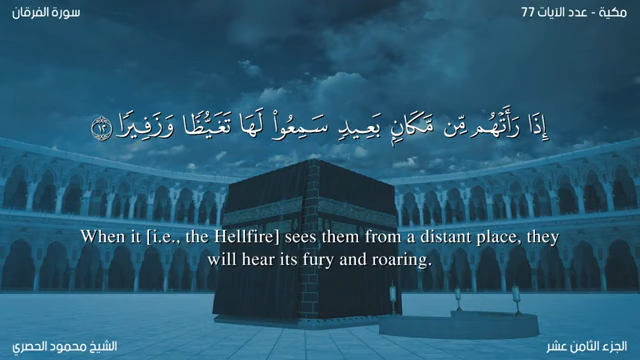 مكية - عدد الآيات 77
سورة الفرقان
إِذَا رَأَتْهُم مِّن مَّكَانٍۭ بَعِيدٍ سَمِعُوا۟ لَهَا تَغَيُّظًا وَزَفِيرًا ١٢
When it [i.e., the Hellfire] sees them from a distant place, they
will hear its fury and roaring.
الجزء الثامن عشر
الشيخ محمود الحصري